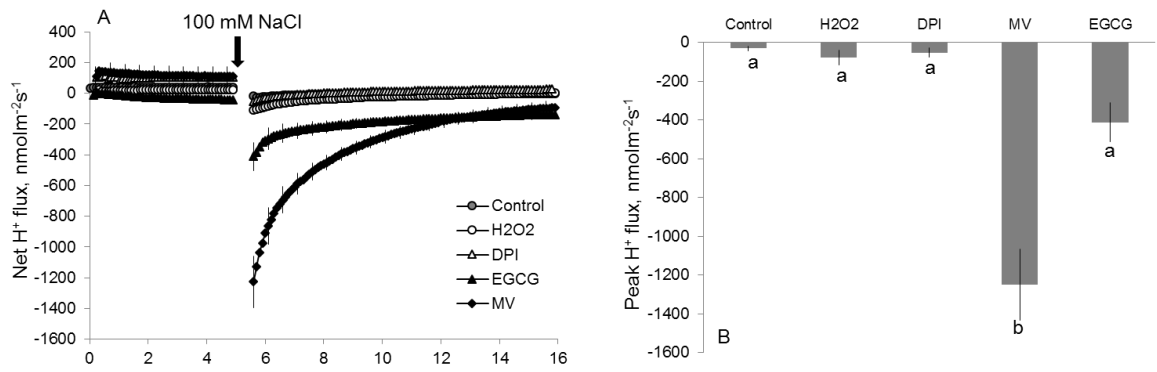 A
100 mM NaCl
400
200
0
-200
-400
-600
-800
-1000
-1200
-1400
-1600
Net H⁺ flux, nmolm⁻²s⁻¹
Control
H2O2
DPI
EGCG
MV
0 2 4 6 8 10 12 14 16
Control H2O2 DPI MV EGCG
0
-200
-400
-600
-800
-1000
-1200
-1400
-1600
Peak H⁺ flux, nmolm⁻²s⁻¹
a a a b a
B